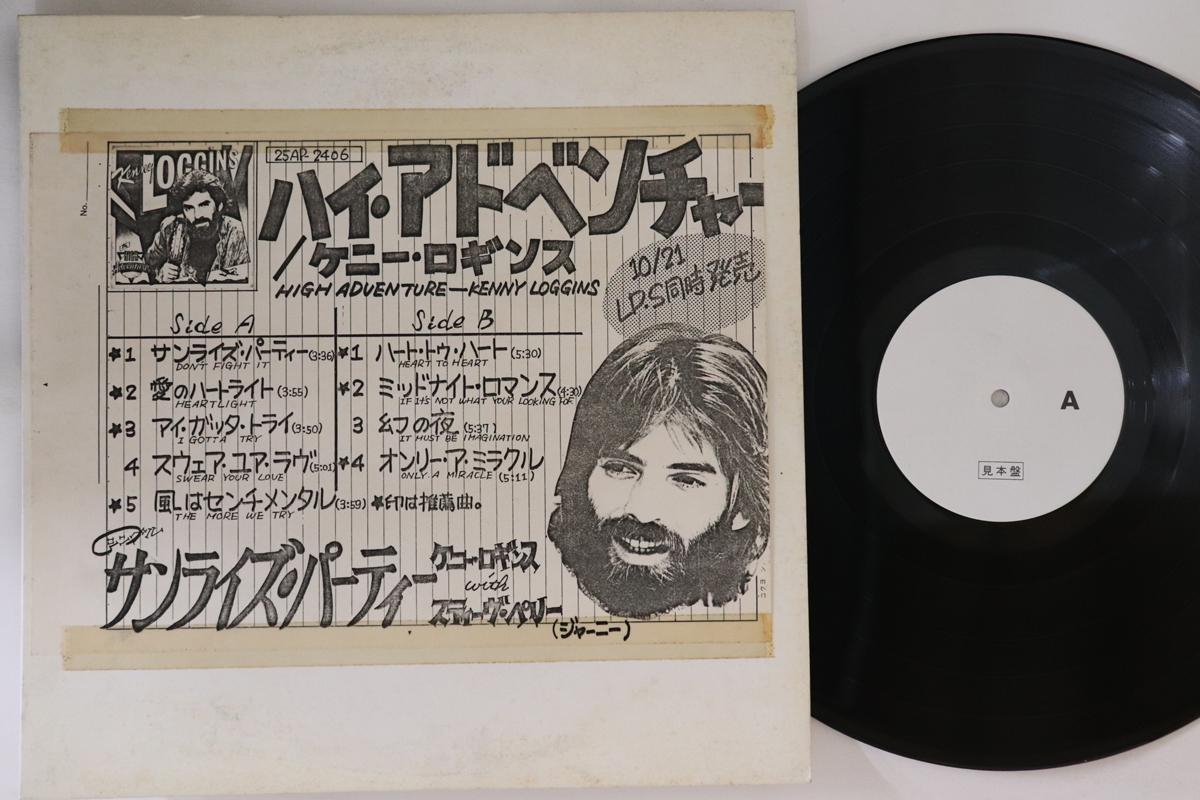 No.
Kenny LOGGINS
25AP-2406
ハイ・アドベンチャー
/ケニー・ロギンス
HIGH ADVENTURE—KENNY LOGGINS
10/21
LP.S同時発売
Side A
★1 サンライズ・パーティー(3:36)
DON'T FIGHT IT
★2 愛のハートライト(3:55)
HEARTLIGHT
★3 アイ・ガッタ・トライ(3:50)
I GOTTA TRY
4 スウェア・ユア・ラヴ(5:01)
SWEAR YOUR LOVE
★5 風はセンチメンタル(3:59)
THE MORE WE TRY
Side B
★1 ハート・トゥ・ハート(5:30)
HEART TO HEART
★2 ミッドナイト・ロマンス(4:30)
IF IT'S NOT WHAT YOUR LOOKING FOR
3 幻の夜(5:37)
IT MUST BE IMAGINATION
★4 オンリー・ア・ミラクル
ONLY A MIRACLE (5:11)
★印は推薦曲。
シングル
サンライズ・パーティー
ケニー・ロギンス
with
スティーヴ・ペリー
(ジャーニー)
コクヨ
A
見本盤